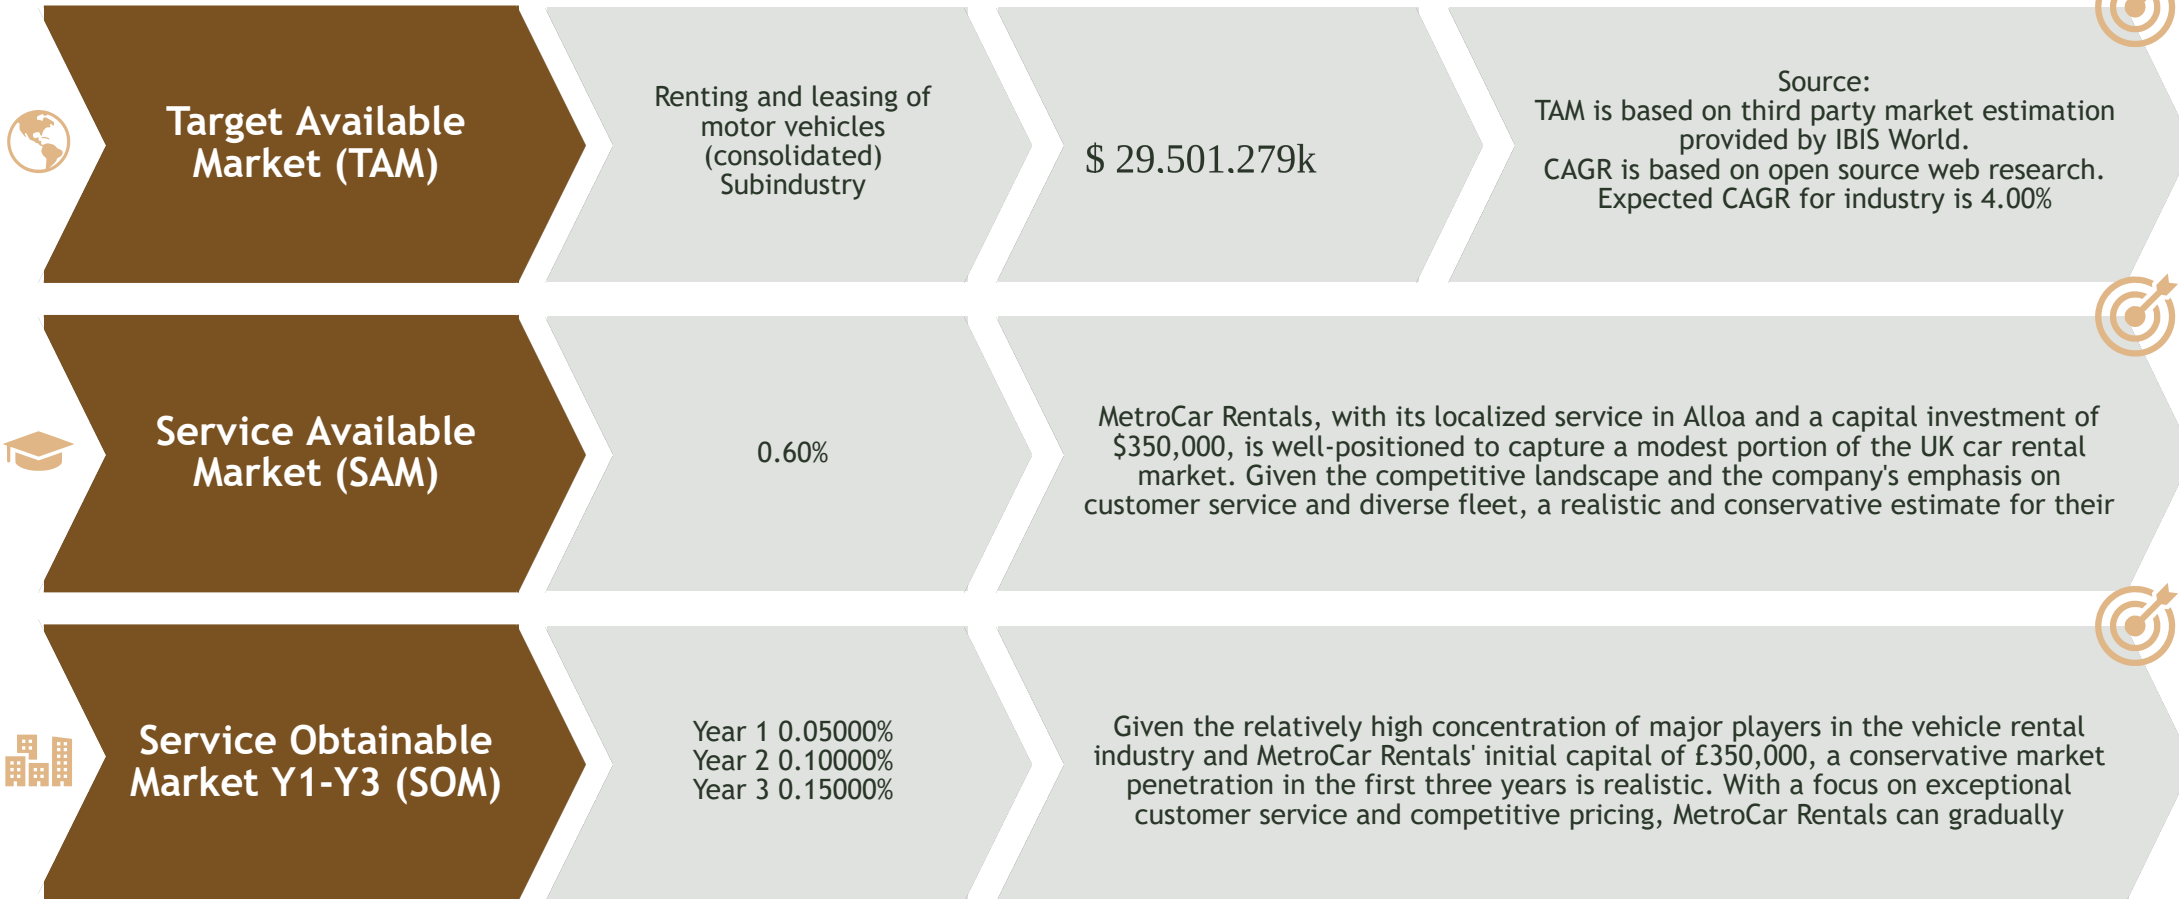 Target Available
Market (TAM)
Renting and leasing of
motor vehicles
(consolidated)
Subindustry
$ 29.501.279k
Source:
TAM is based on third party market estimation
provided by IBIS World.
CAGR is based on open source web research.
Expected CAGR for industry is 4.00%
Service Available
Market (SAM)
0.60%
MetroCar Rentals, with its localized service in Alloa and a capital investment of
$350,000, is well-positioned to capture a modest portion of the UK car rental
market. Given the competitive landscape and the company's emphasis on
customer service and diverse fleet, a realistic and conservative estimate for their
Service Obtainable
Market Y1-Y3 (SOM)
Year 1 0.05000%
Year 2 0.10000%
Year 3 0.15000%
Given the relatively high concentration of major players in the vehicle rental
industry and MetroCar Rentals' initial capital of £350,000, a conservative market
penetration in the first three years is realistic. With a focus on exceptional
customer service and competitive pricing, MetroCar Rentals can gradually